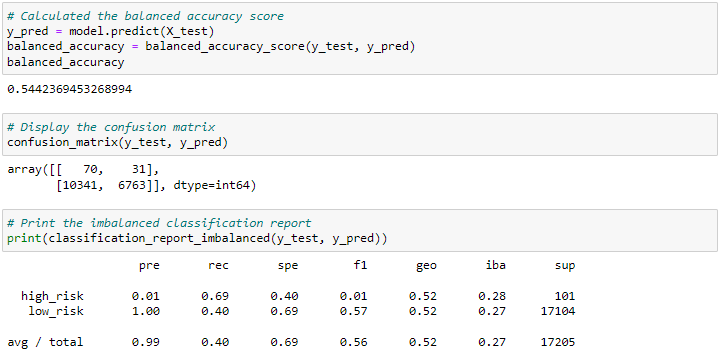 # Calculated the balanced accuracy score
y_pred = model.predict(X_test)
balanced_accuracy = balanced_accuracy_score(y_test, y_pred)
balanced_accuracy
0.5442369453268994
# Display the confusion matrix
confusion_matrix(y_test, y_pred)
array([[   70,    31],
       [10341,  6763]], dtype=int64)
# Print the imbalanced classification report
print(classification_report_imbalanced(y_test, y_pred))
pre rec spe f1 geo iba sup
high_risk 0.01 0.69 0.40 0.01 0.52 0.28 101
low_risk 1.00 0.40 0.69 0.57 0.52 0.27 17104
avg / total 0.99 0.40 0.69 0.56 0.52 0.27 17205